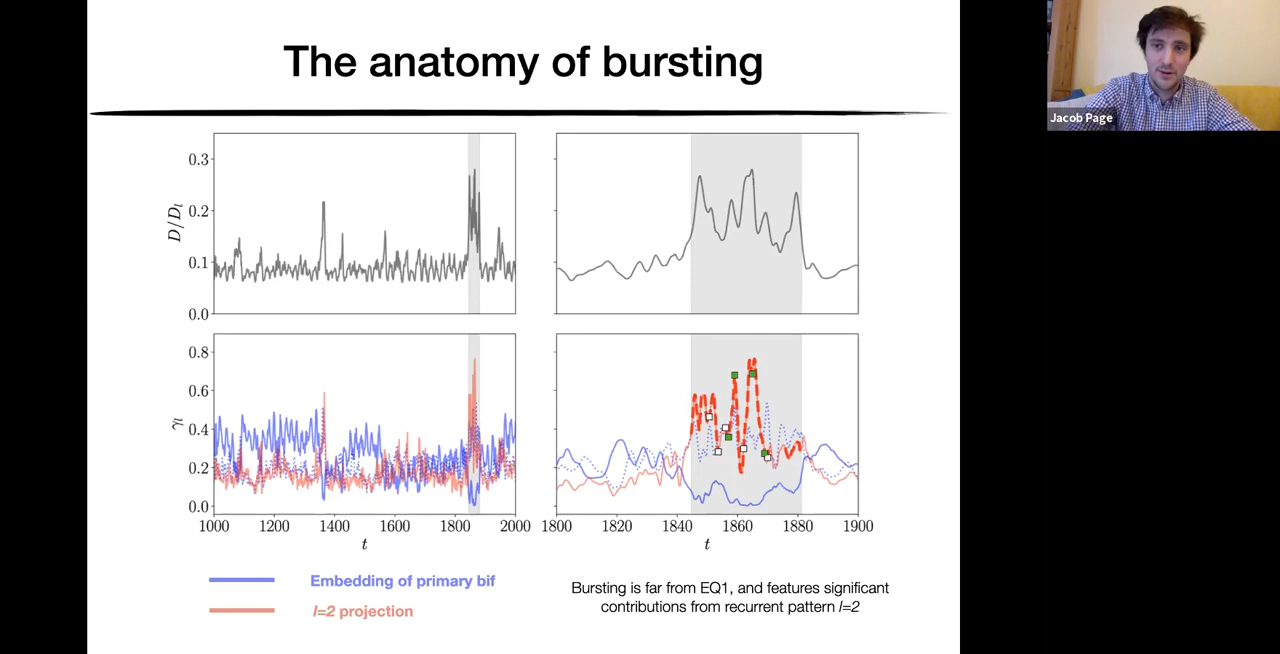 The anatomy of bursting
Jacob Page
0.3
0.2
0.1
0.0
D/Dₗ
0.8
0.6
0.4
0.2
0.0
γₗ
1000 1200 1400 1600 1800 2000
t
1800 1820 1840 1860 1880 1900
t
Embedding of primary bif
l=2 projection
Bursting is far from EQ1, and features significant
contributions from recurrent pattern l=2